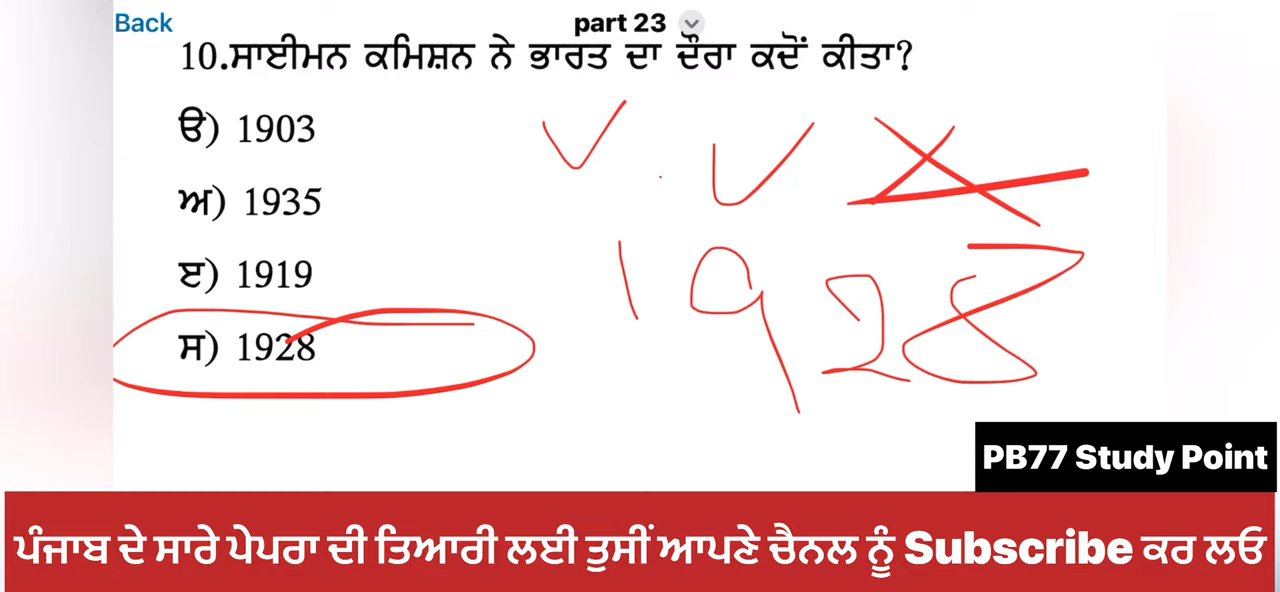 Back
part 23
10.ਸਾਈਮਨ ਕਮਿਸ਼ਨ ਨੇ ਭਾਰਤ ਦਾ ਦੌਰਾ ਕਦੋਂ ਕੀਤਾ?
ੳ) 1903
ਅ) 1935
ੲ) 1919
ਸ) 1928
1928
PB77 Study Point
ਪੰਜਾਬ ਦੇ ਸਾਰੇ ਪੇਪਰਾ ਦੀ ਤਿਆਰੀ ਲਈ ਤੁਸੀਂ ਆਪਣੇ ਚੈਨਲ ਨੂੰ Subscribe ਕਰ ਲਓ